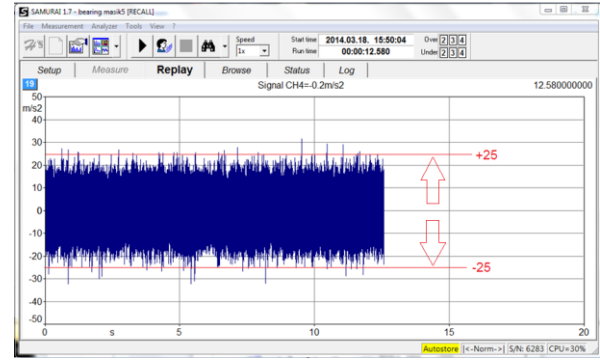 SAMURAI 1.7 - bearing masik5 [RECALL]
File Measurement Analyzer Tools View ?
Speed
1x
Start time 2014.03.18. 15:50:04
Run time 00:00:12.580
Over 2 3 4
Under 2 3 4
Setup Measure Replay Browse Status Log
19 Signal CH4=-0.2m/s2 12.580000000
50
m/s2
40
30
+25
20
10
0
-10
-20
-25
-30
-40
-50
0 s 5 10 15 20
Autostore |<-Norm->| S/N: 6283 CPU=30%